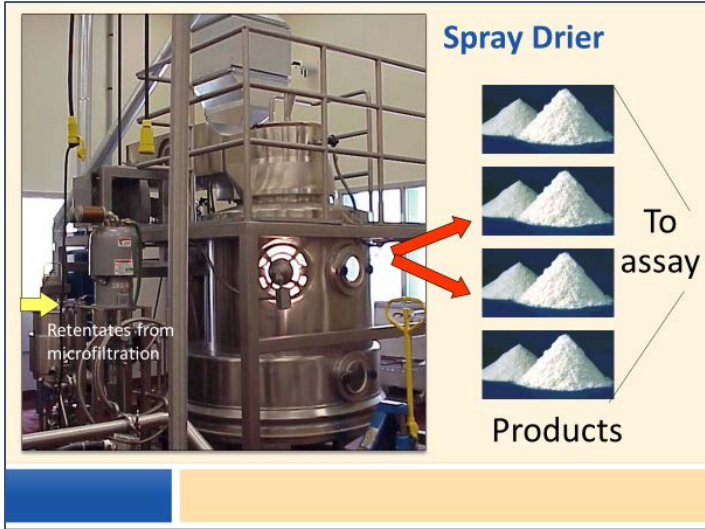 Spray Drier
To
assay
Retentates from
microfiltration
Products